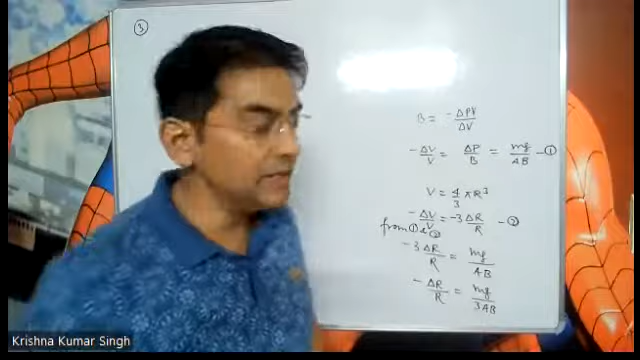 ③
B = -ΔPV/ΔV
-ΔV/V = ΔP/B = mg/AB -①
V = 4/3 πR³
-ΔV/V = -3 ΔR/R -②
from ① & ②
-3 ΔR/R = mg/AB
-ΔR/R = mg/3AB
Krishna Kumar Singh